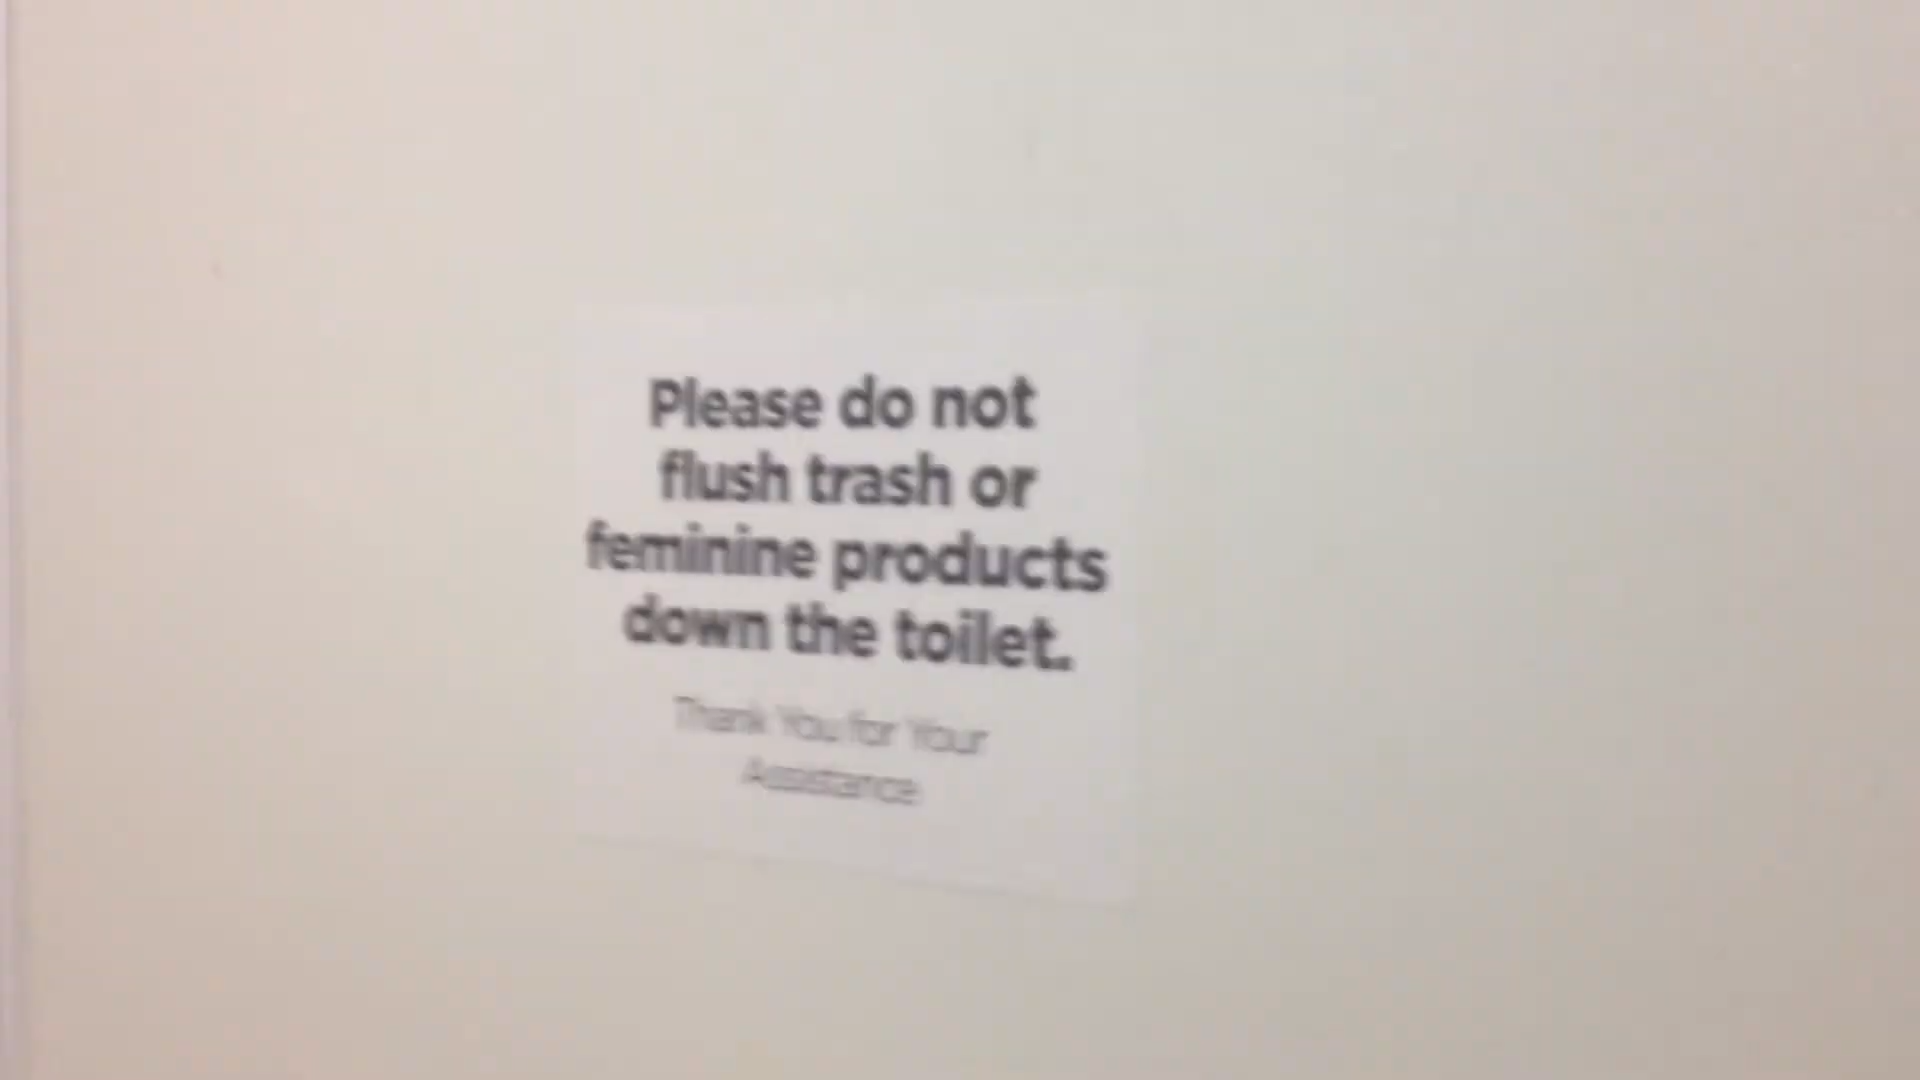 Please do not
flush trash or
feminine products
down the toilet.
Thank You for Your
Assistance